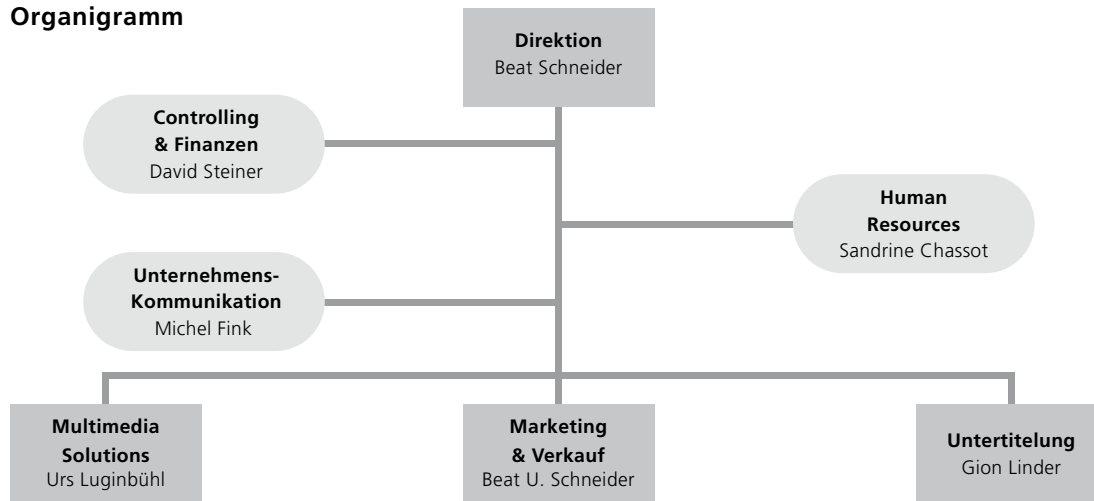 Organigramm
Direktion
Beat Schneider
Controlling
& Finanzen
David Steiner
Human
Resources
Sandrine Chassot
Unternehmens-
Kommunikation
Michel Fink
Multimedia
Solutions
Urs Luginbühl
Marketing
& Verkauf
Beat U. Schneider
Untertitelung
Gion Linder